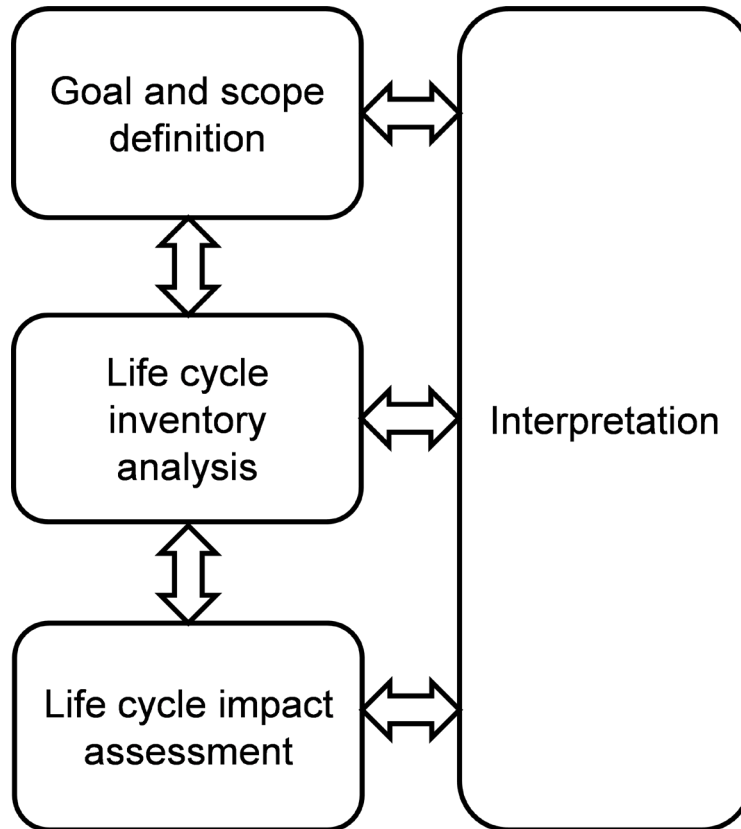 Goal and scope
definition
Life cycle
inventory
analysis
Interpretation
Life cycle impact
assessment